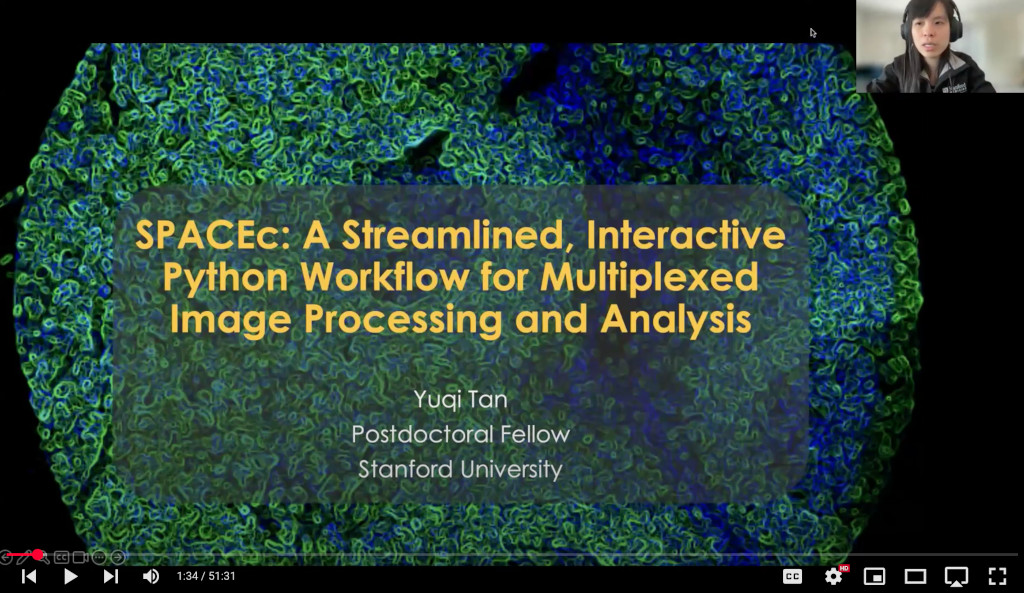 SPACEc: A Streamlined, Interactive
Python Workflow for Multiplexed
Image Processing and Analysis
Yuqi Tan
Postdoctoral Fellow
Stanford University
CC
1:34 / 51:31
CC
HD